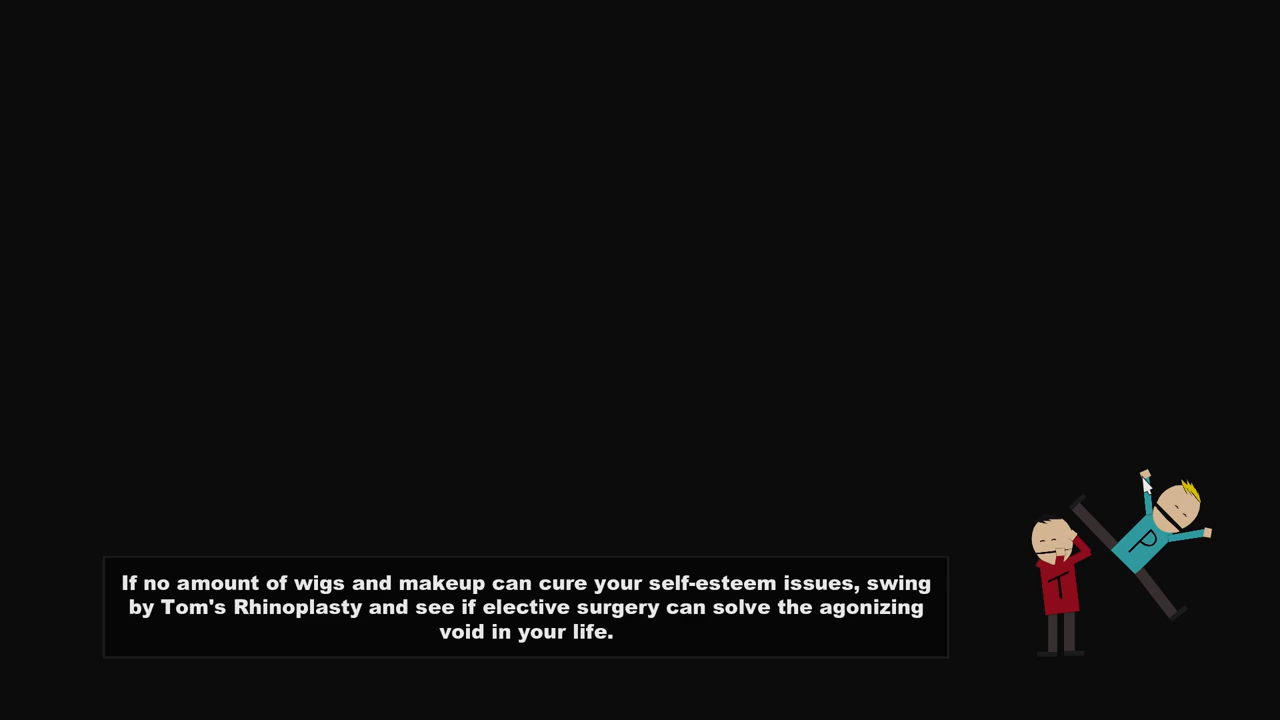 If no amount of wigs and makeup can cure your self-esteem issues, swing
by Tom's Rhinoplasty and see if elective surgery can solve the agonizing
void in your life.
T
P